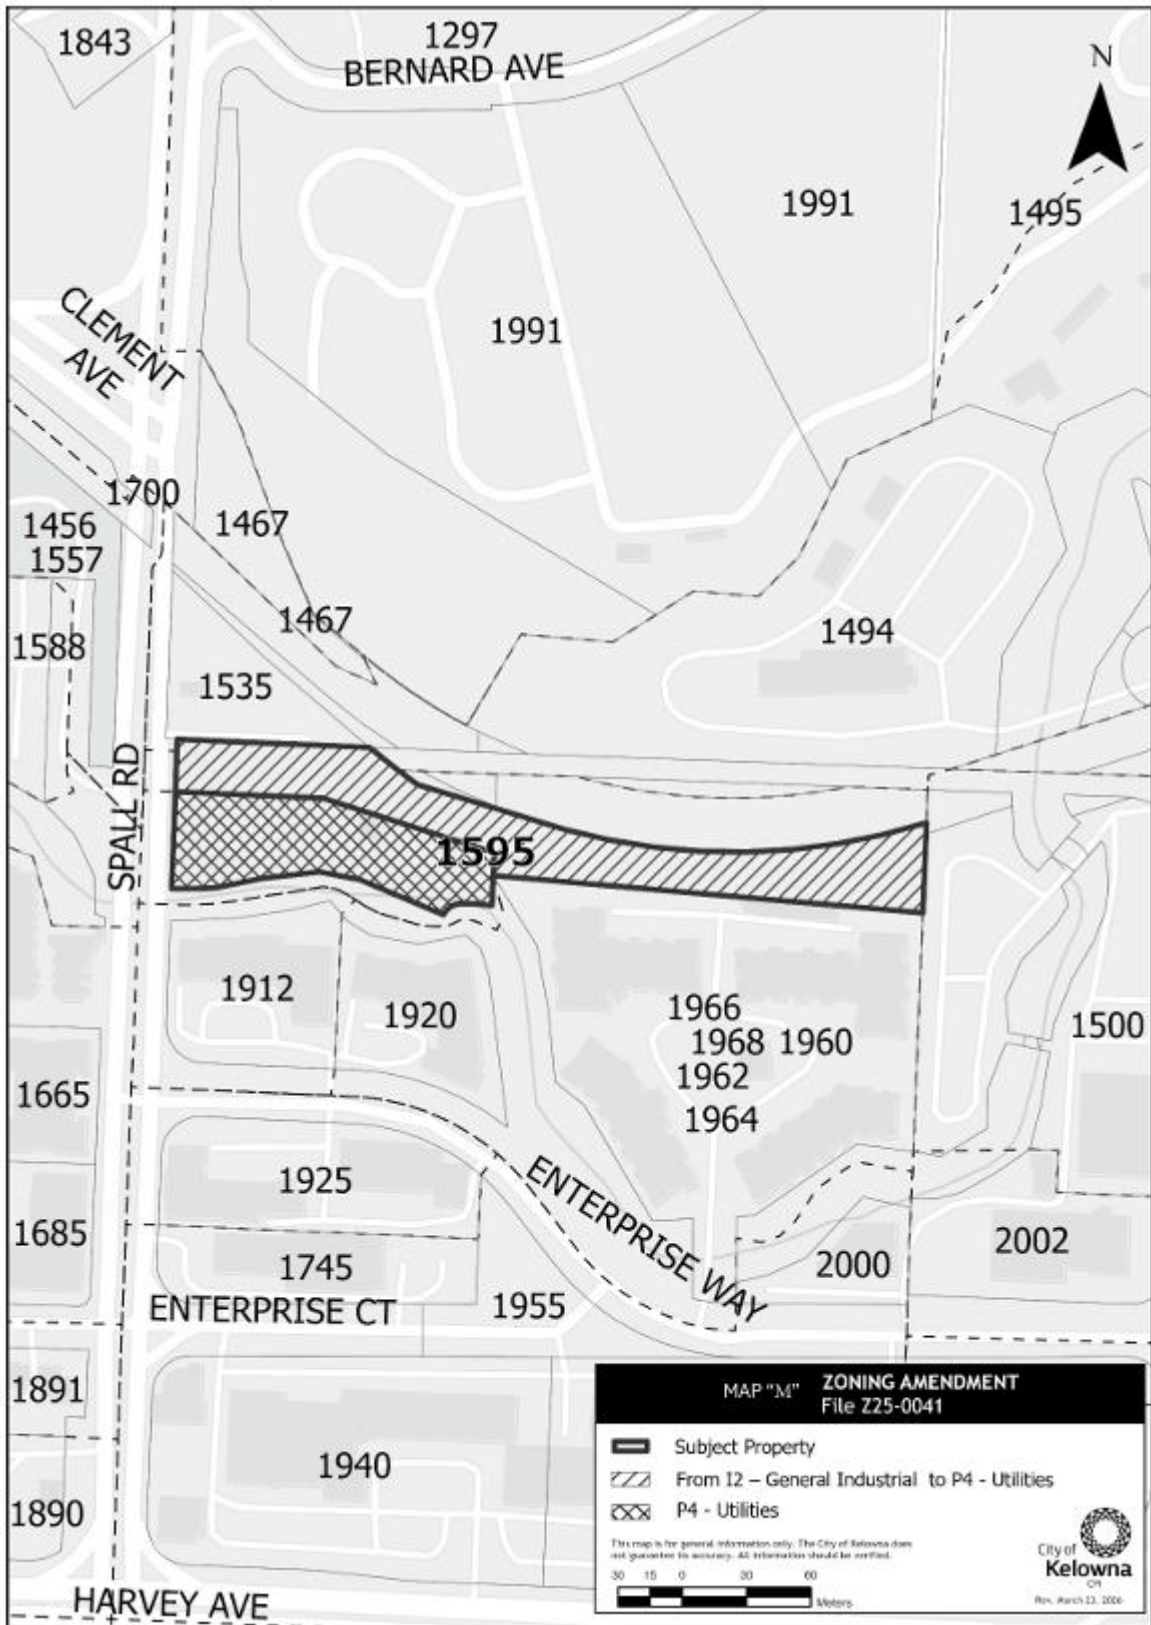 1843
1297
BERNARD AVE
N
1991
1495
1991
CLEMENT
AVE
1700
1456
1467
1557
1467
1588
1494
1535
SPALL RD
1595
1912
1920
1966
1968 1960
1962
1964
1500
1665
1925
ENTERPRISE WAY
1685
2002
1745
2000
ENTERPRISE CT
1955
1891
1940
1890
HARVEY AVE
MAP "M" ZONING AMENDMENT
File Z25-0041
Subject Property
From I2 – General Industrial to P4 - Utilities
P4 - Utilities
This map is for general information only. The City of Kelowna does
not guarantee its accuracy. All information should be verified.
30 15 0 30 60
Meters
City of
Kelowna
Rev. March 23, 2026